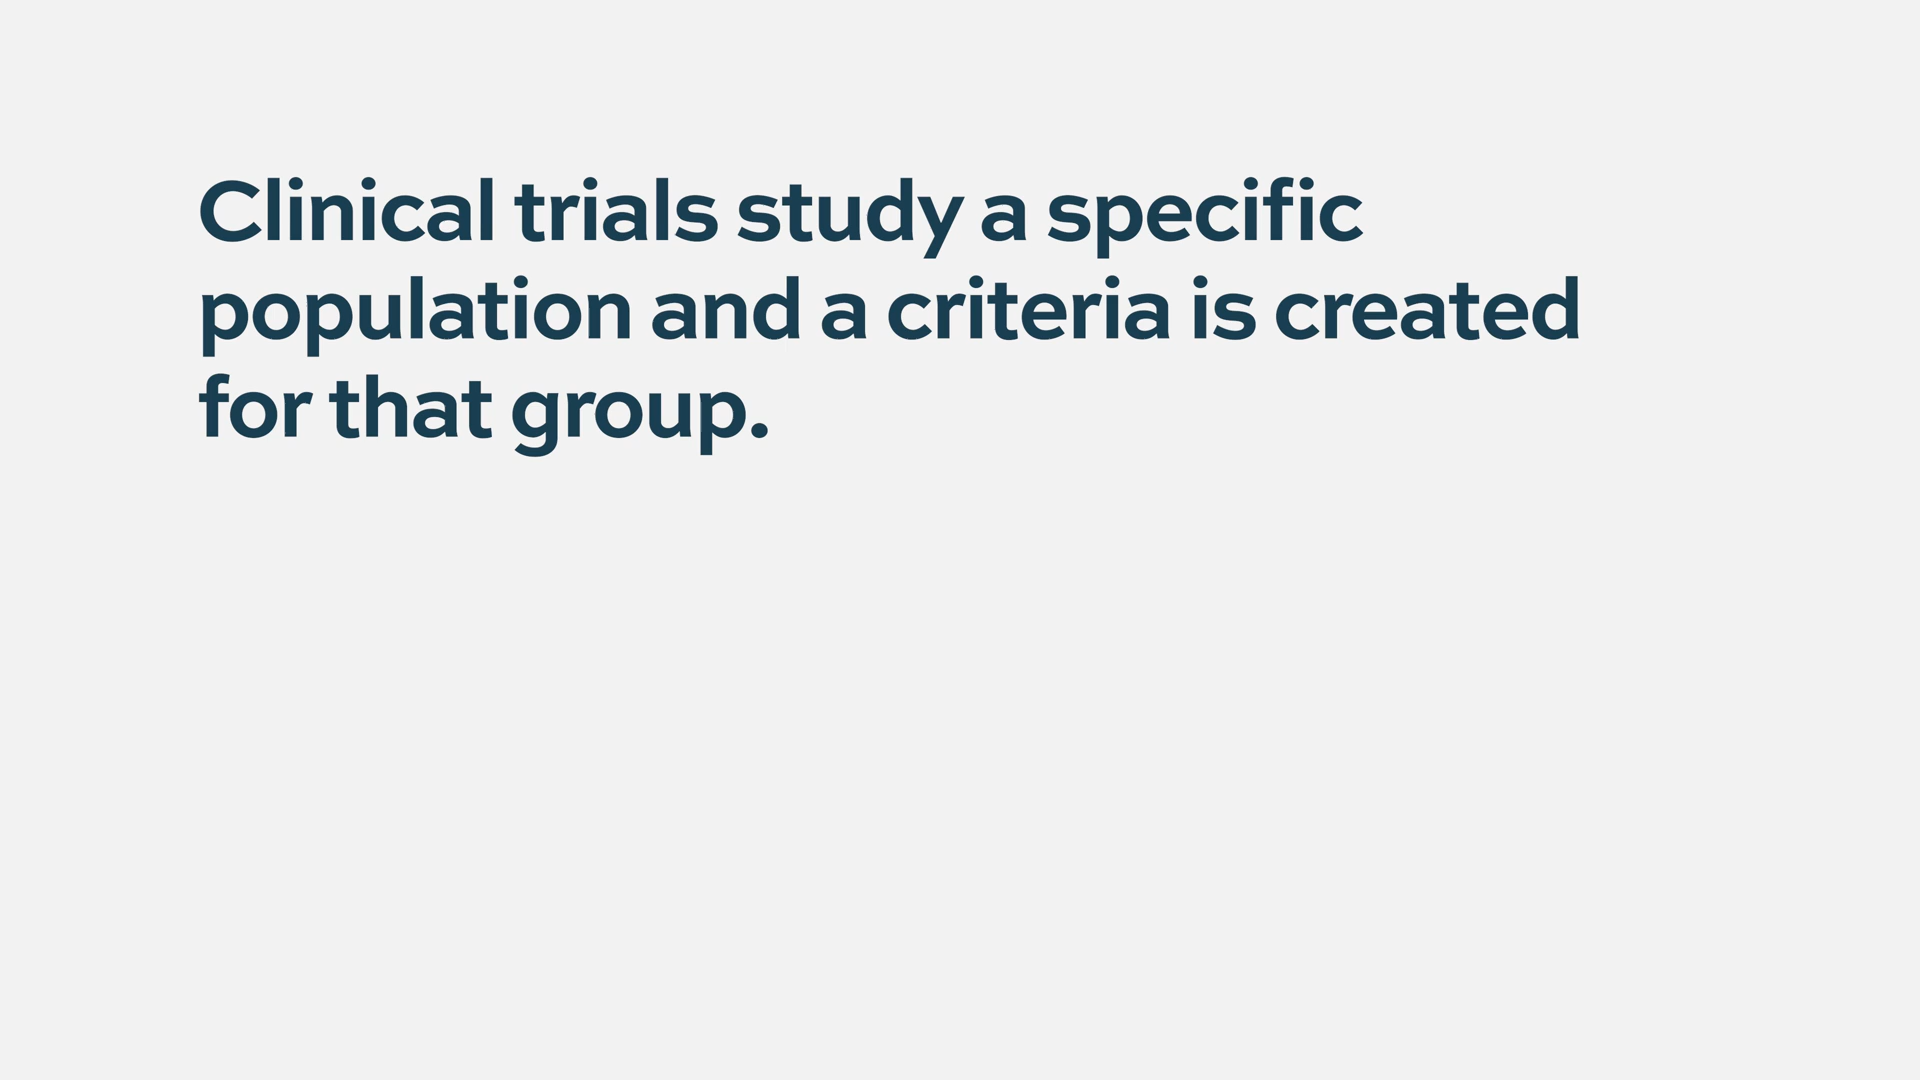 Clinical trials study a specific
population and a criteria is created
for that group.